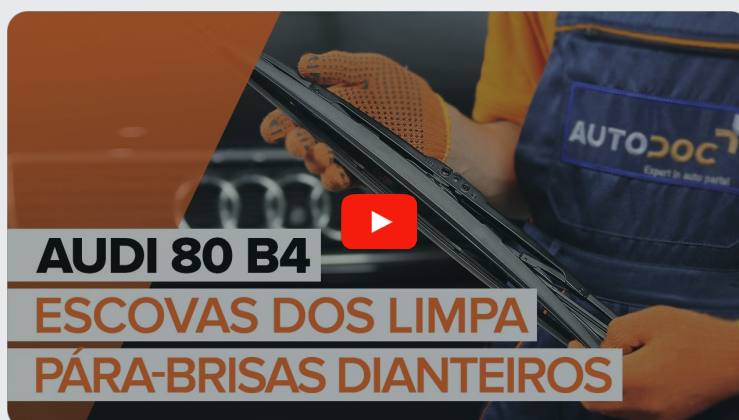 AUTODOC
Expert in auto parts!
AUDI 80 B4
ESCOVAS DOS LIMPA
PÁRA-BRISAS DIANTEIROS